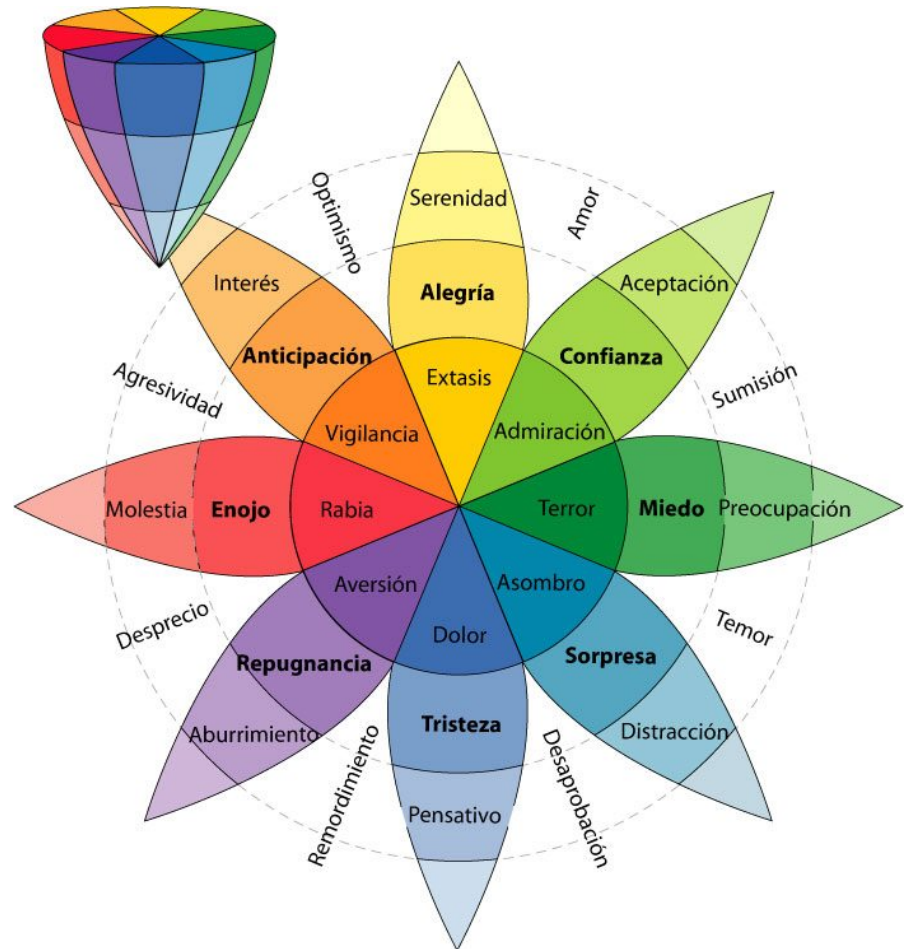 Optimismo
Serenidad
Amor
Interés
Aceptación
Alegría
Anticipación
Confianza
Agresividad
Extasis
Sumisión
Vigilancia
Admiración
Molestia
Enojo
Rabia
Terror
Miedo
Preocupación
Aversión
Asombro
Desprecio
Dolor
Temor
Repugnancia
Sorpresa
Aburrimiento
Tristeza
Distracción
Remordimiento
Pensativo
Desaprobación